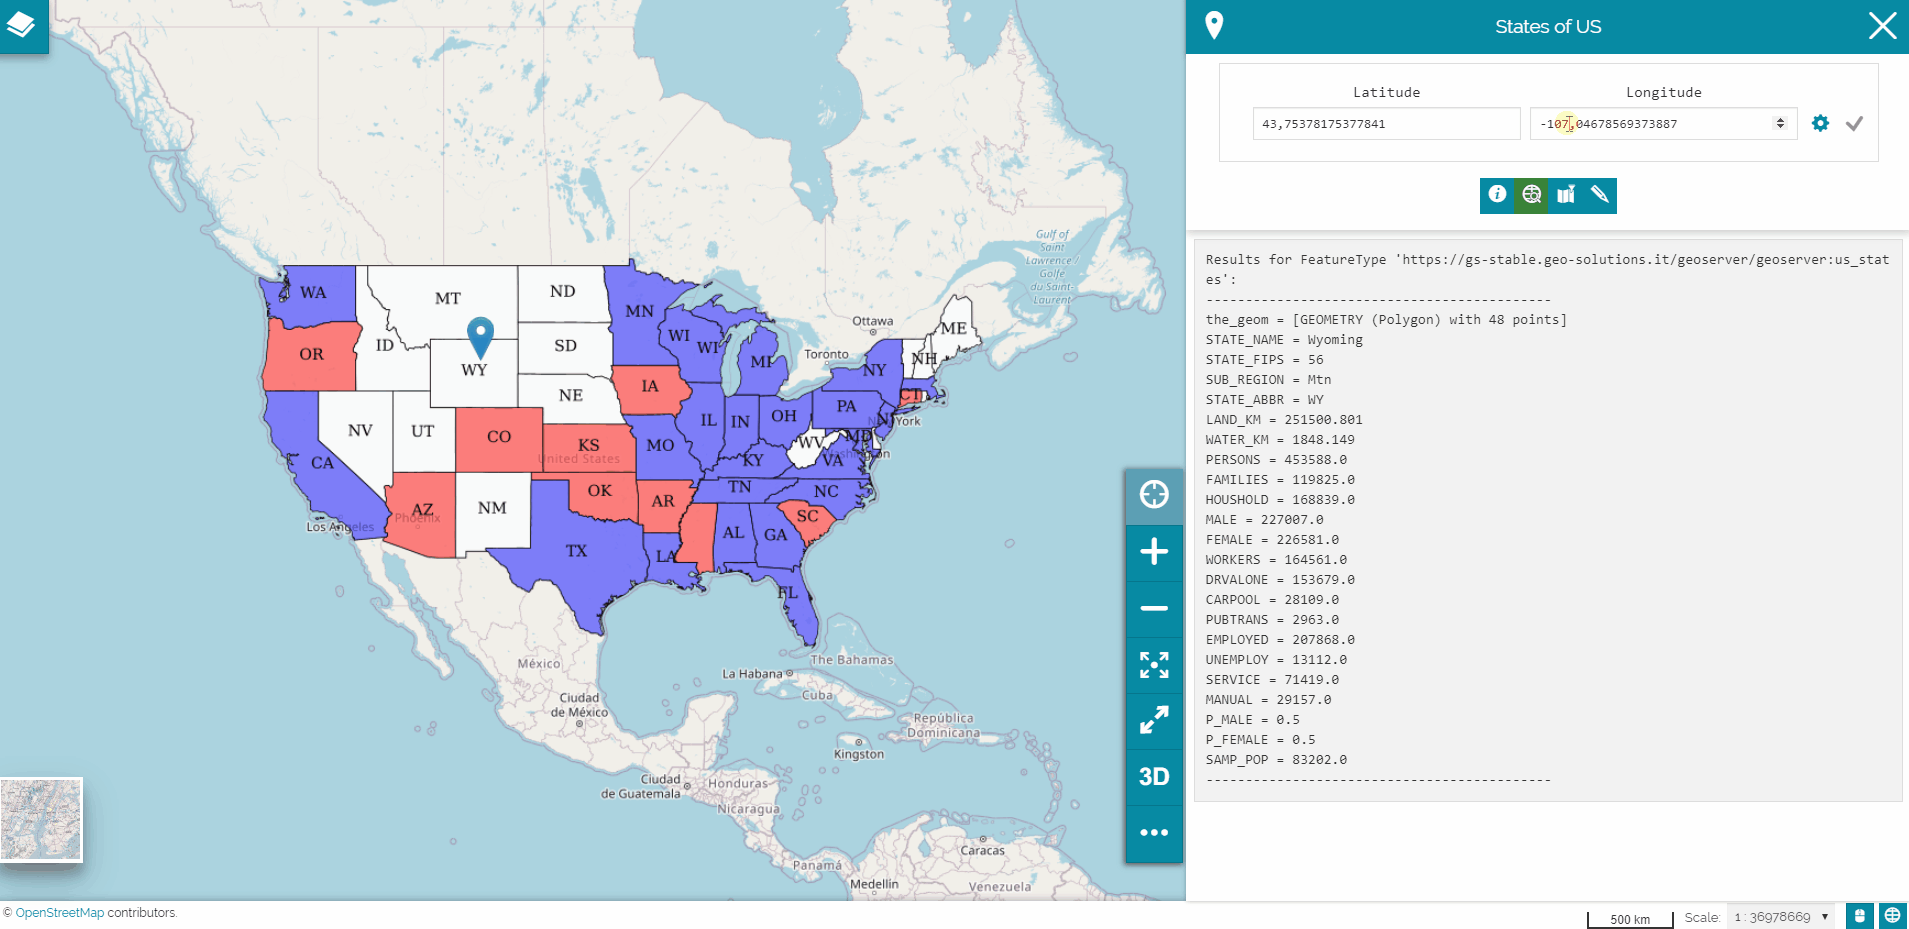 States of US
Latitude
Longitude
43,75378175377841
-107,04678569373887
Results for FeatureType 'https://gs-stable.geo-solutions.it/geoserver/geoserver:us_stat
es':
--------------------------------------------
the_geom = [GEOMETRY (Polygon) with 48 points]
STATE_NAME = Wyoming
STATE_FIPS = 56
SUB_REGION = Mtn
STATE_ABBR = WY
LAND_KM = 251500.801
WATER_KM = 1848.149
PERSONS = 453588.0
FAMILIES = 119825.0
HOUSHOLD = 168839.0
MALE = 227007.0
FEMALE = 226581.0
WORKERS = 164561.0
DRVALONE = 153679.0
CARPOOL = 28109.0
PUBTRANS = 2963.0
EMPLOYED = 207868.0
UNEMPLOY = 13112.0
SERVICE = 71419.0
MANUAL = 29157.0
P_MALE = 0.5
P_FEMALE = 0.5
SAMP_POP = 83202.0
--------------------------------------------
Gulf of
Saint
Lawrence /
Golfe
du Saint-
Laurent
WA
MT
ND
MN
OR
ID
SD
WI
WI
MI
Ottawa
ME
Toronto
NH
WY
NY
NE
IA
CT
PA
NJ
York
NV
UT
CO
KS
United States
MO
IL
IN
OH
WV
MD
Washington
VA
KY
CA
AZ
Phoenix
NM
OK
AR
TN
NC
SC
Los Angeles
TX
LA
AL
GA
FL
México
Ciudad
de México
La Habana
The Bahamas
Cuba
República
Dominicana
Kingston
Ciudad
de Guatemala
Honduras
Nicaragua
Panamá
Caracas
Medellín
Venezuela
3D
© OpenStreetMap contributors.
500 km
Scale:
1 : 36978669